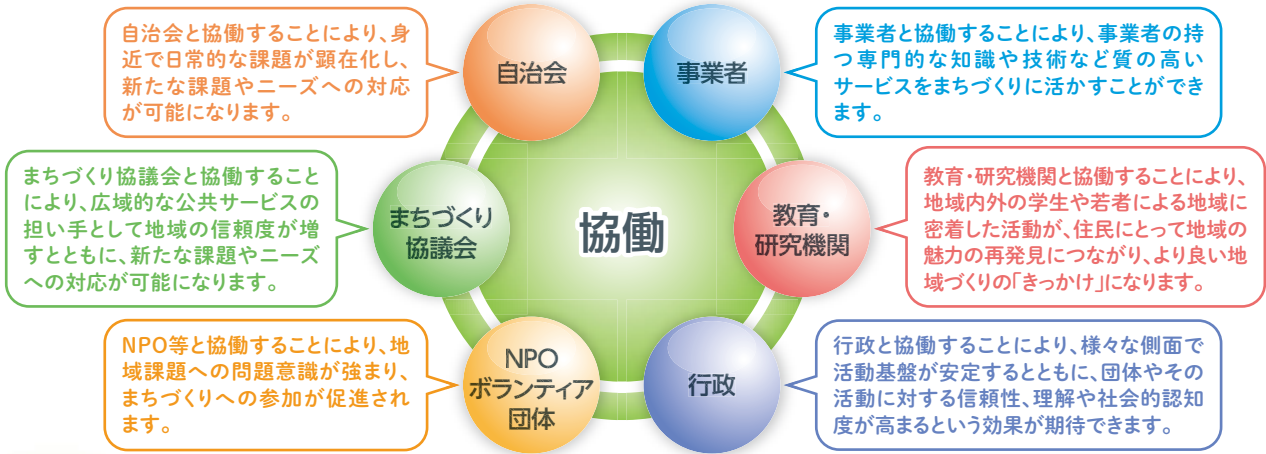 自治会と協働することにより、身
近で日常的な課題が顕在化し、
新たな課題やニーズへの対応
が可能になります。
自治会
事業者
事業者と協働することにより、事業者の持
つ専門的な知識や技術など質の高い
サービスをまちづくりに活かすことができ
ます。
まちづくり協議会と協働すること
により、広域的な公共サービスの
担い手として地域の信頼度が増
すとともに、新たな課題やニーズ
への対応が可能になります。
まちづくり
協議会
協働
教育・
研究機関
教育・研究機関と協働することにより、
地域内外の学生や若者による地域に
密着した活動が、住民にとって地域の
魅力の再発見につながり、より良い地
域づくりの「きっかけ」になります。
NPO等と協働することにより、地
域課題への問題意識が強まり、
まちづくりへの参加が促進され
ます。
NPO
ボランティア
団体
行政
行政と協働することにより、様々な側面で
活動基盤が安定するとともに、団体やその
活動に対する信頼性、理解や社会的認知
度が高まるという効果が期待できます。